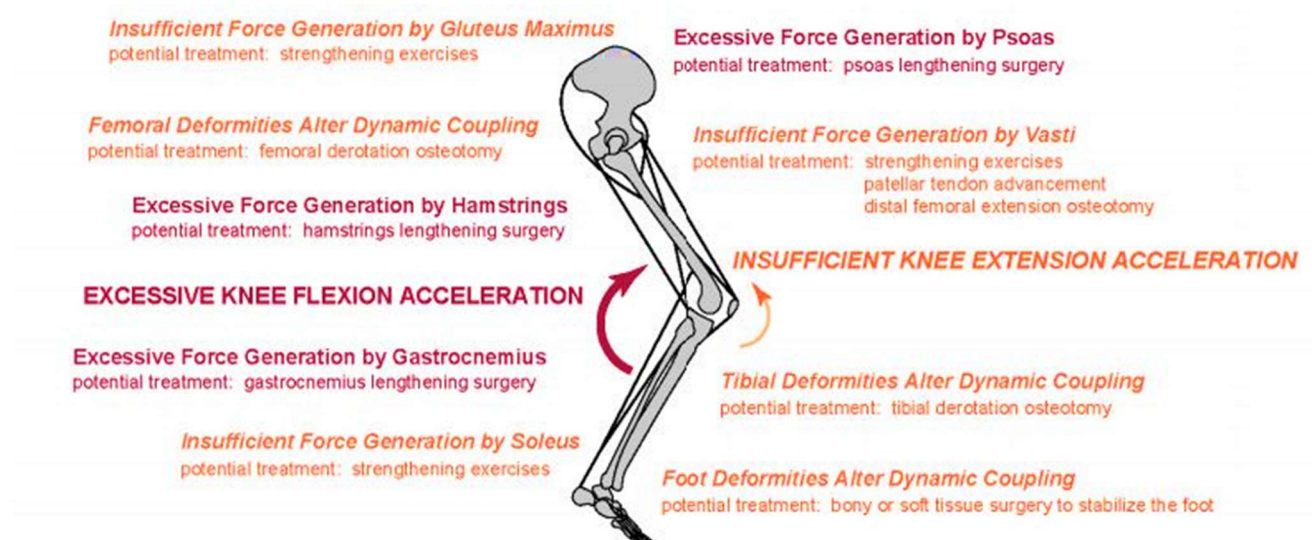 Insufficient Force Generation by Gluteus Maximus
potential treatment: strengthening exercises
Excessive Force Generation by Psoas
potential treatment: psoas lengthening surgery
Femoral Deformities Alter Dynamic Coupling
potential treatment: femoral derotation osteotomy
Insufficient Force Generation by Vasti
potential treatment: strengthening exercises
patellar tendon advancement
distal femoral extension osteotomy
Excessive Force Generation by Hamstrings
potential treatment: hamstrings lengthening surgery
INSUFFICIENT KNEE EXTENSION ACCELERATION
EXCESSIVE KNEE FLEXION ACCELERATION
Excessive Force Generation by Gastrocnemius
potential treatment: gastrocnemius lengthening surgery
Tibial Deformities Alter Dynamic Coupling
potential treatment: tibial derotation osteotomy
Insufficient Force Generation by Soleus
potential treatment: strengthening exercises
Foot Deformities Alter Dynamic Coupling
potential treatment: bony or soft tissue surgery to stabilize the foot